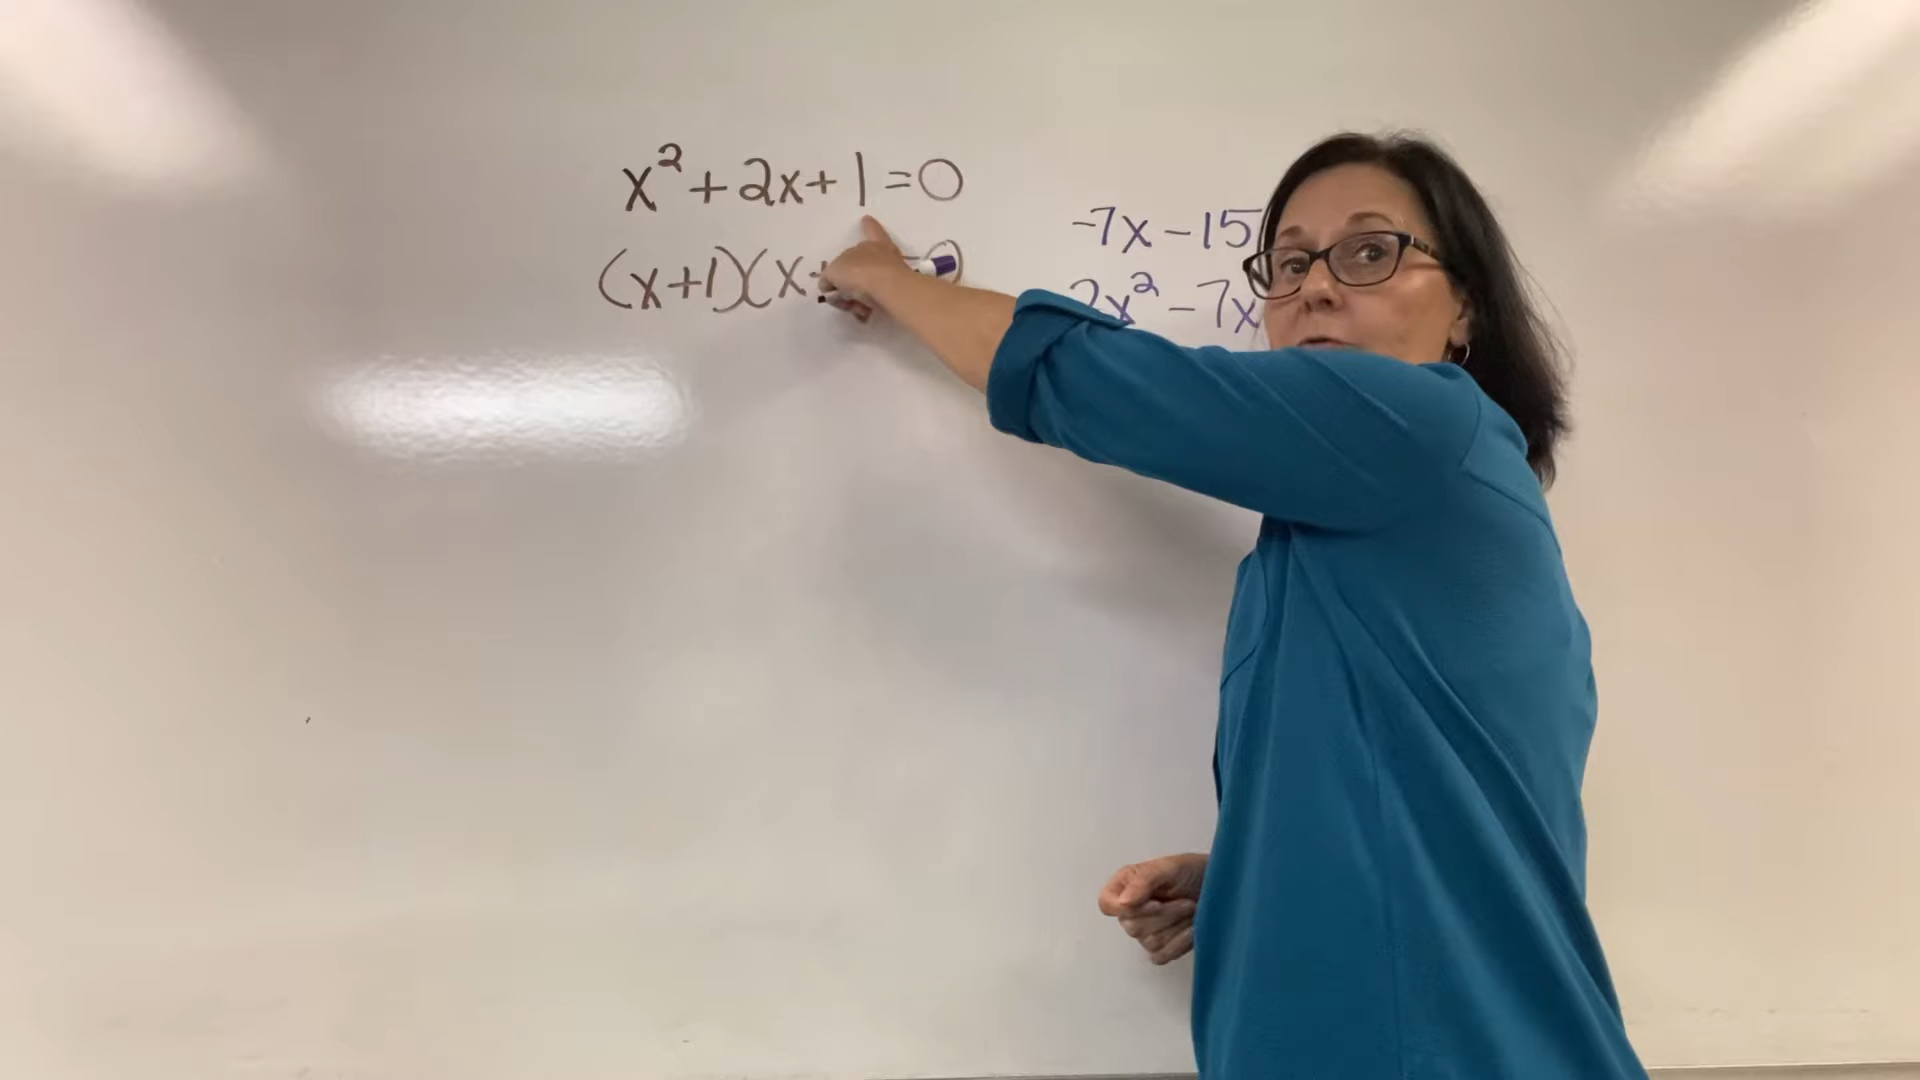 x² + 2x + 1 = 0
(x+1)(x+
-7x - 15
2x² - 7x